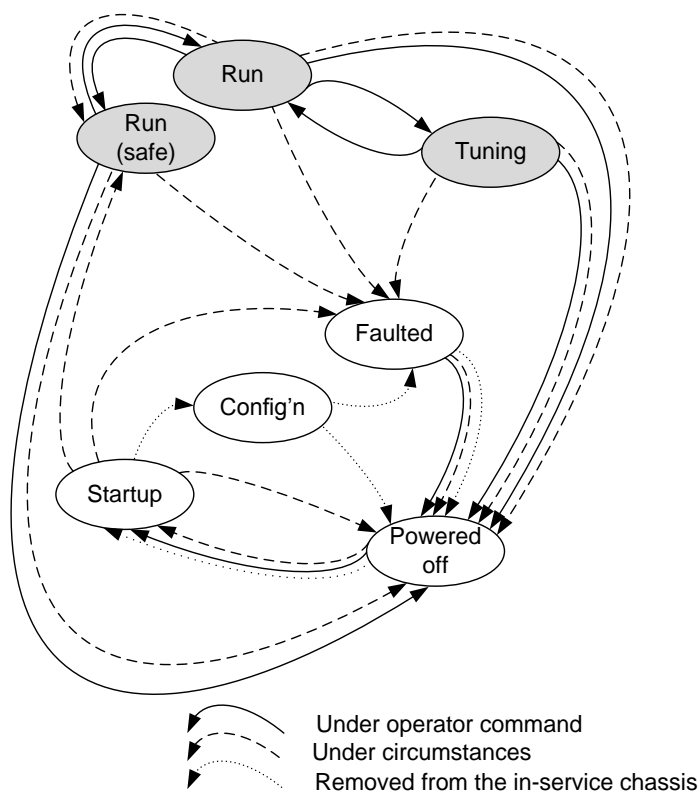 Run
Run
(safe)
Tuning
Faulted
Config'n
Startup
Powered
off
Under operator command
Under circumstances
Removed from the in-service chassis